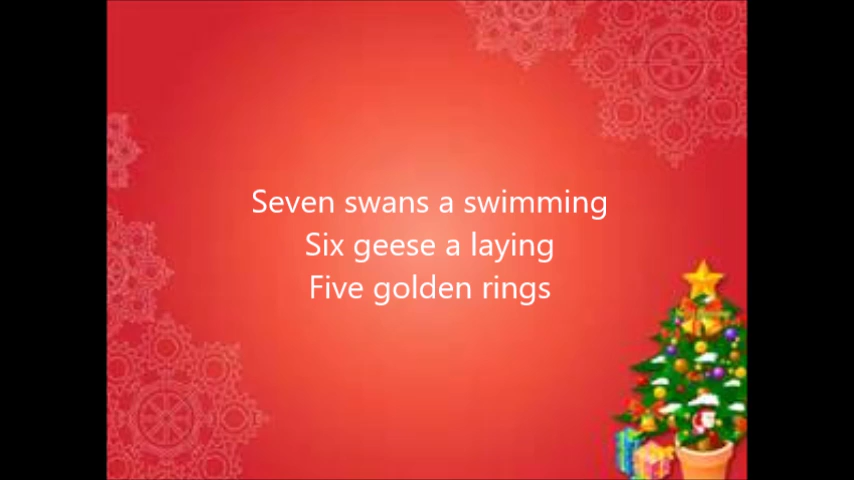 Seven swans a swimming
Six geese a laying
Five golden rings